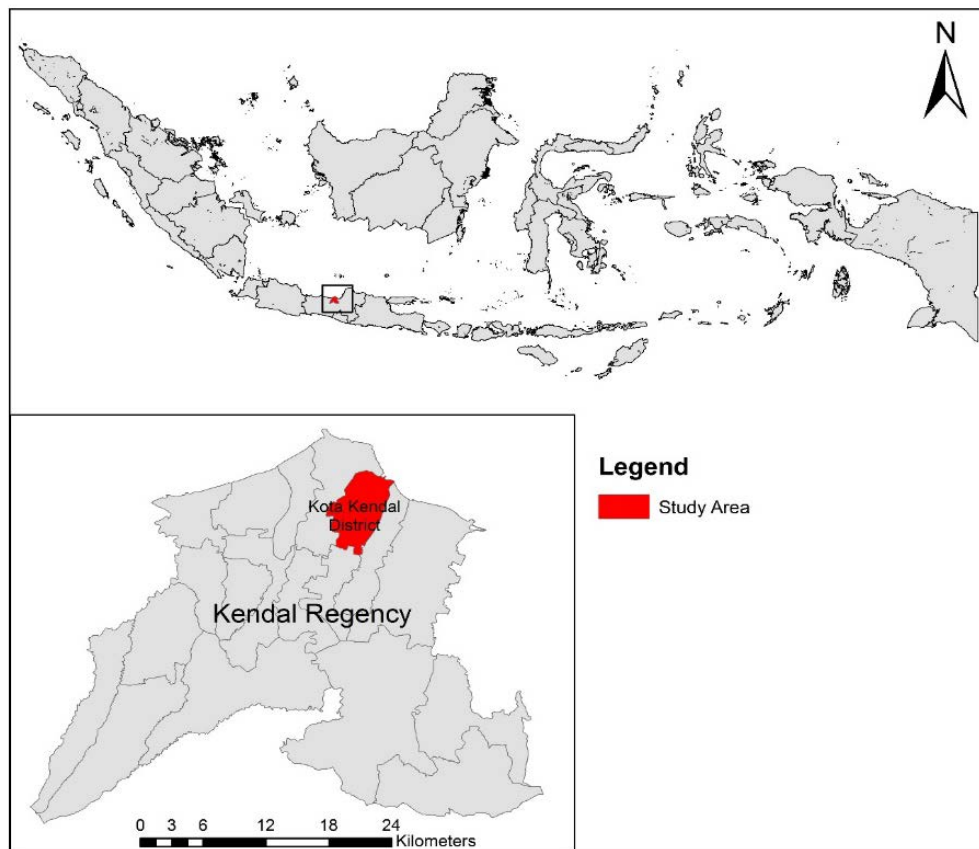 N
Legend
Study Area
Kota Kendal
District
Kendal Regency
0 3 6 12 18 24
Kilometers